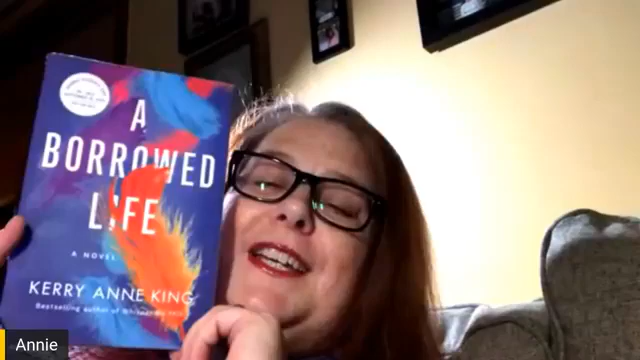 A
BORROWED
LIFE
A NOVEL
KERRY ANNE KING
Bestselling author of
Annie